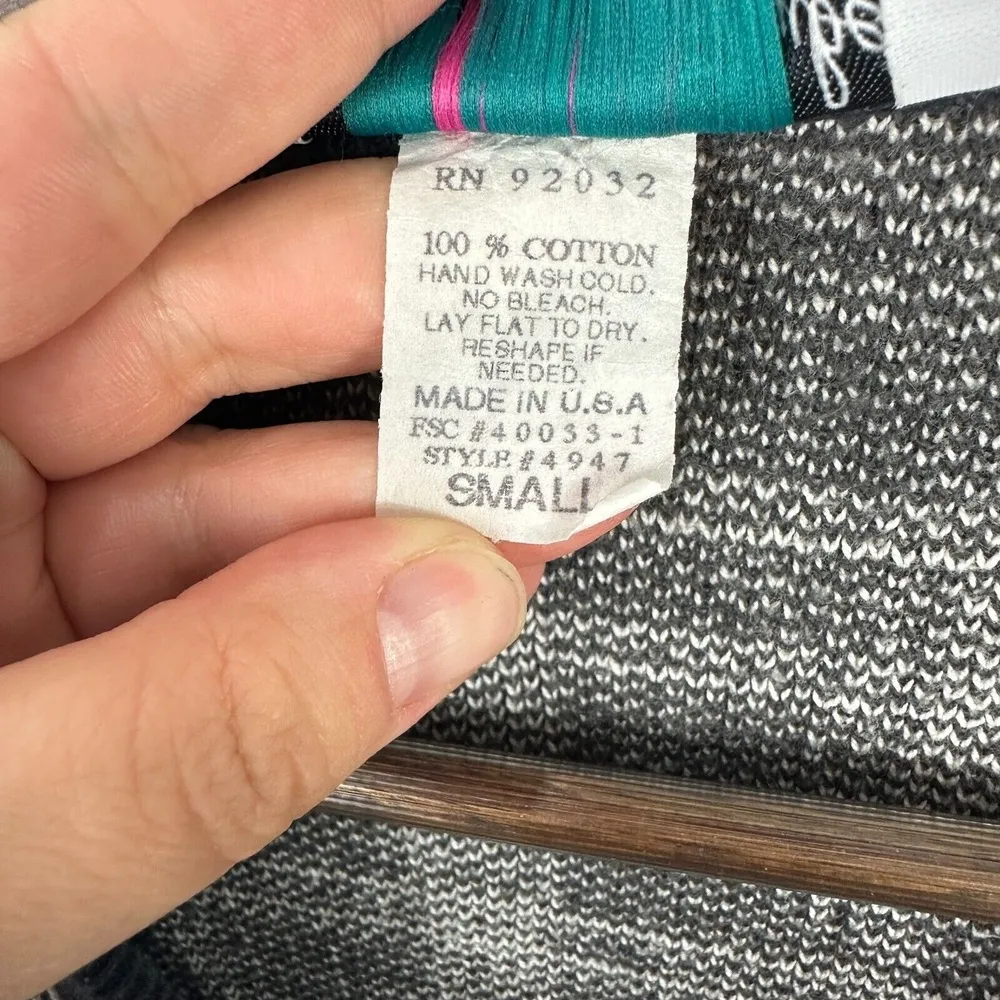 RN 92032
100 % COTTON
HAND WASH COLD.
NO BLEACH.
LAY FLAT TO DRY.
RESHAPE IF
NEEDED.
MADE IN U.S.A
FSC #40033-1
STYLE #4947
SMALL